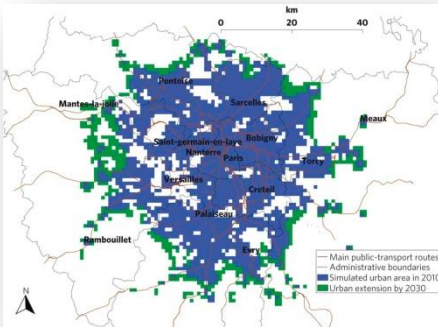 km
0 20 40
Pontoise
Mantes-la-jolie
Sarcelles
Meaux
Saint-germain-en-laye
Bobigny
Nanterre
Paris
Torcy
Versailles
Creteil
Palaiseau
Rambouillet
Evry
N
Main public-transport routes
Administrative boundaries
Simulated urban area in 2010
Urban extension by 2030